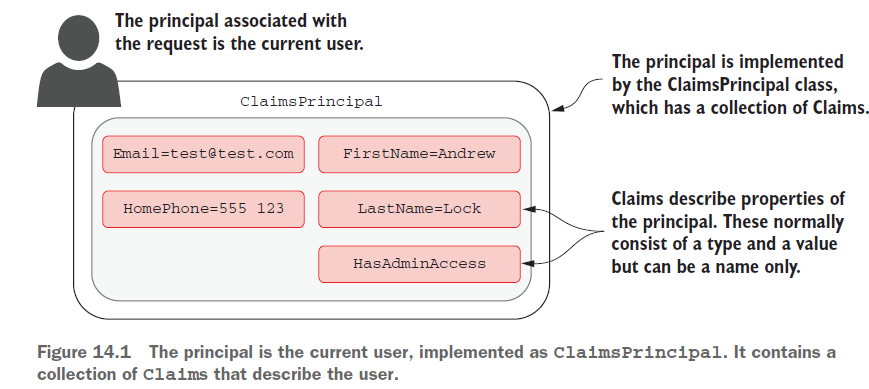 The principal associated with
the request is the current user.
ClaimsPrincipal
The principal is implemented
by the ClaimsPrincipal class,
which has a collection of Claims.
Email=test@test.com
FirstName=Andrew
HomePhone=555 123
LastName=Lock
HasAdminAccess
Claims describe properties of
the principal. These normally
consist of a type and a value
but can be a name only.
Figure 14.1 The principal is the current user, implemented as ClaimsPrincipal. It contains a
collection of Claims that describe the user.